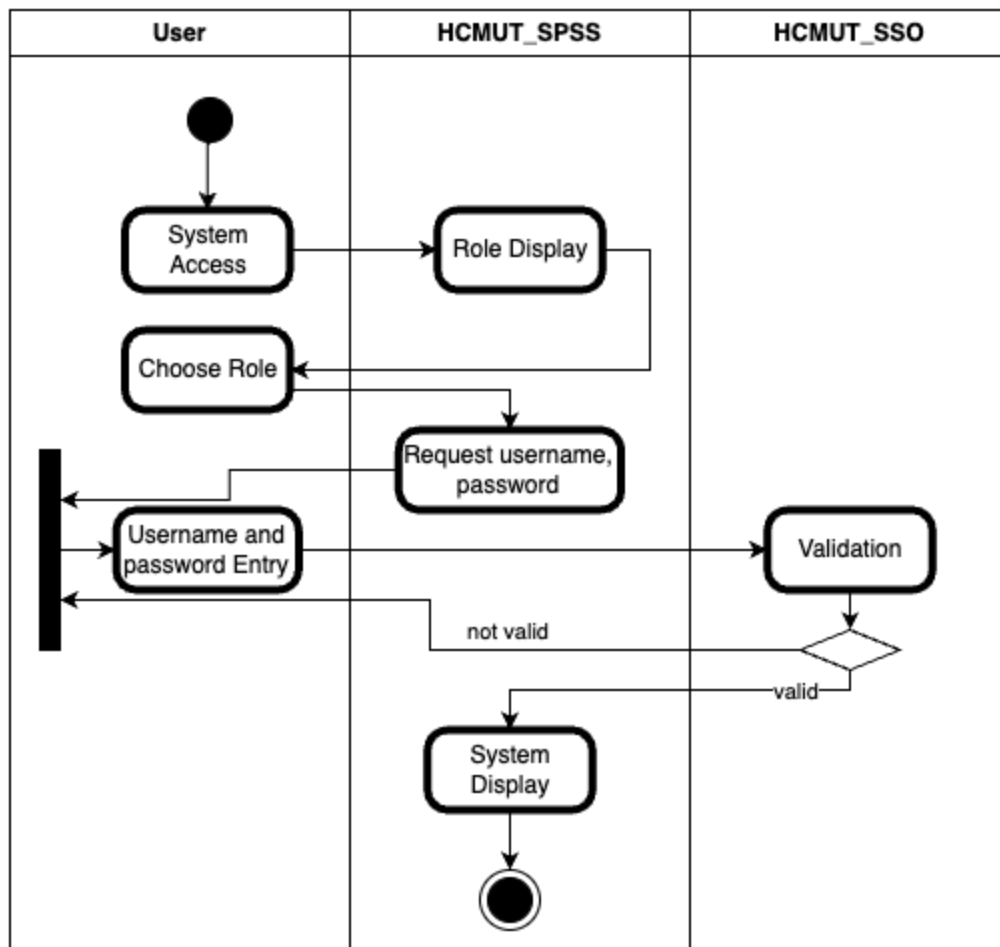 User
HCMUT_SPSS
HCMUT_SSO
System
Access
Role Display
Choose Role
Request username,
password
Username and
password Entry
Validation
not valid
valid
System
Display